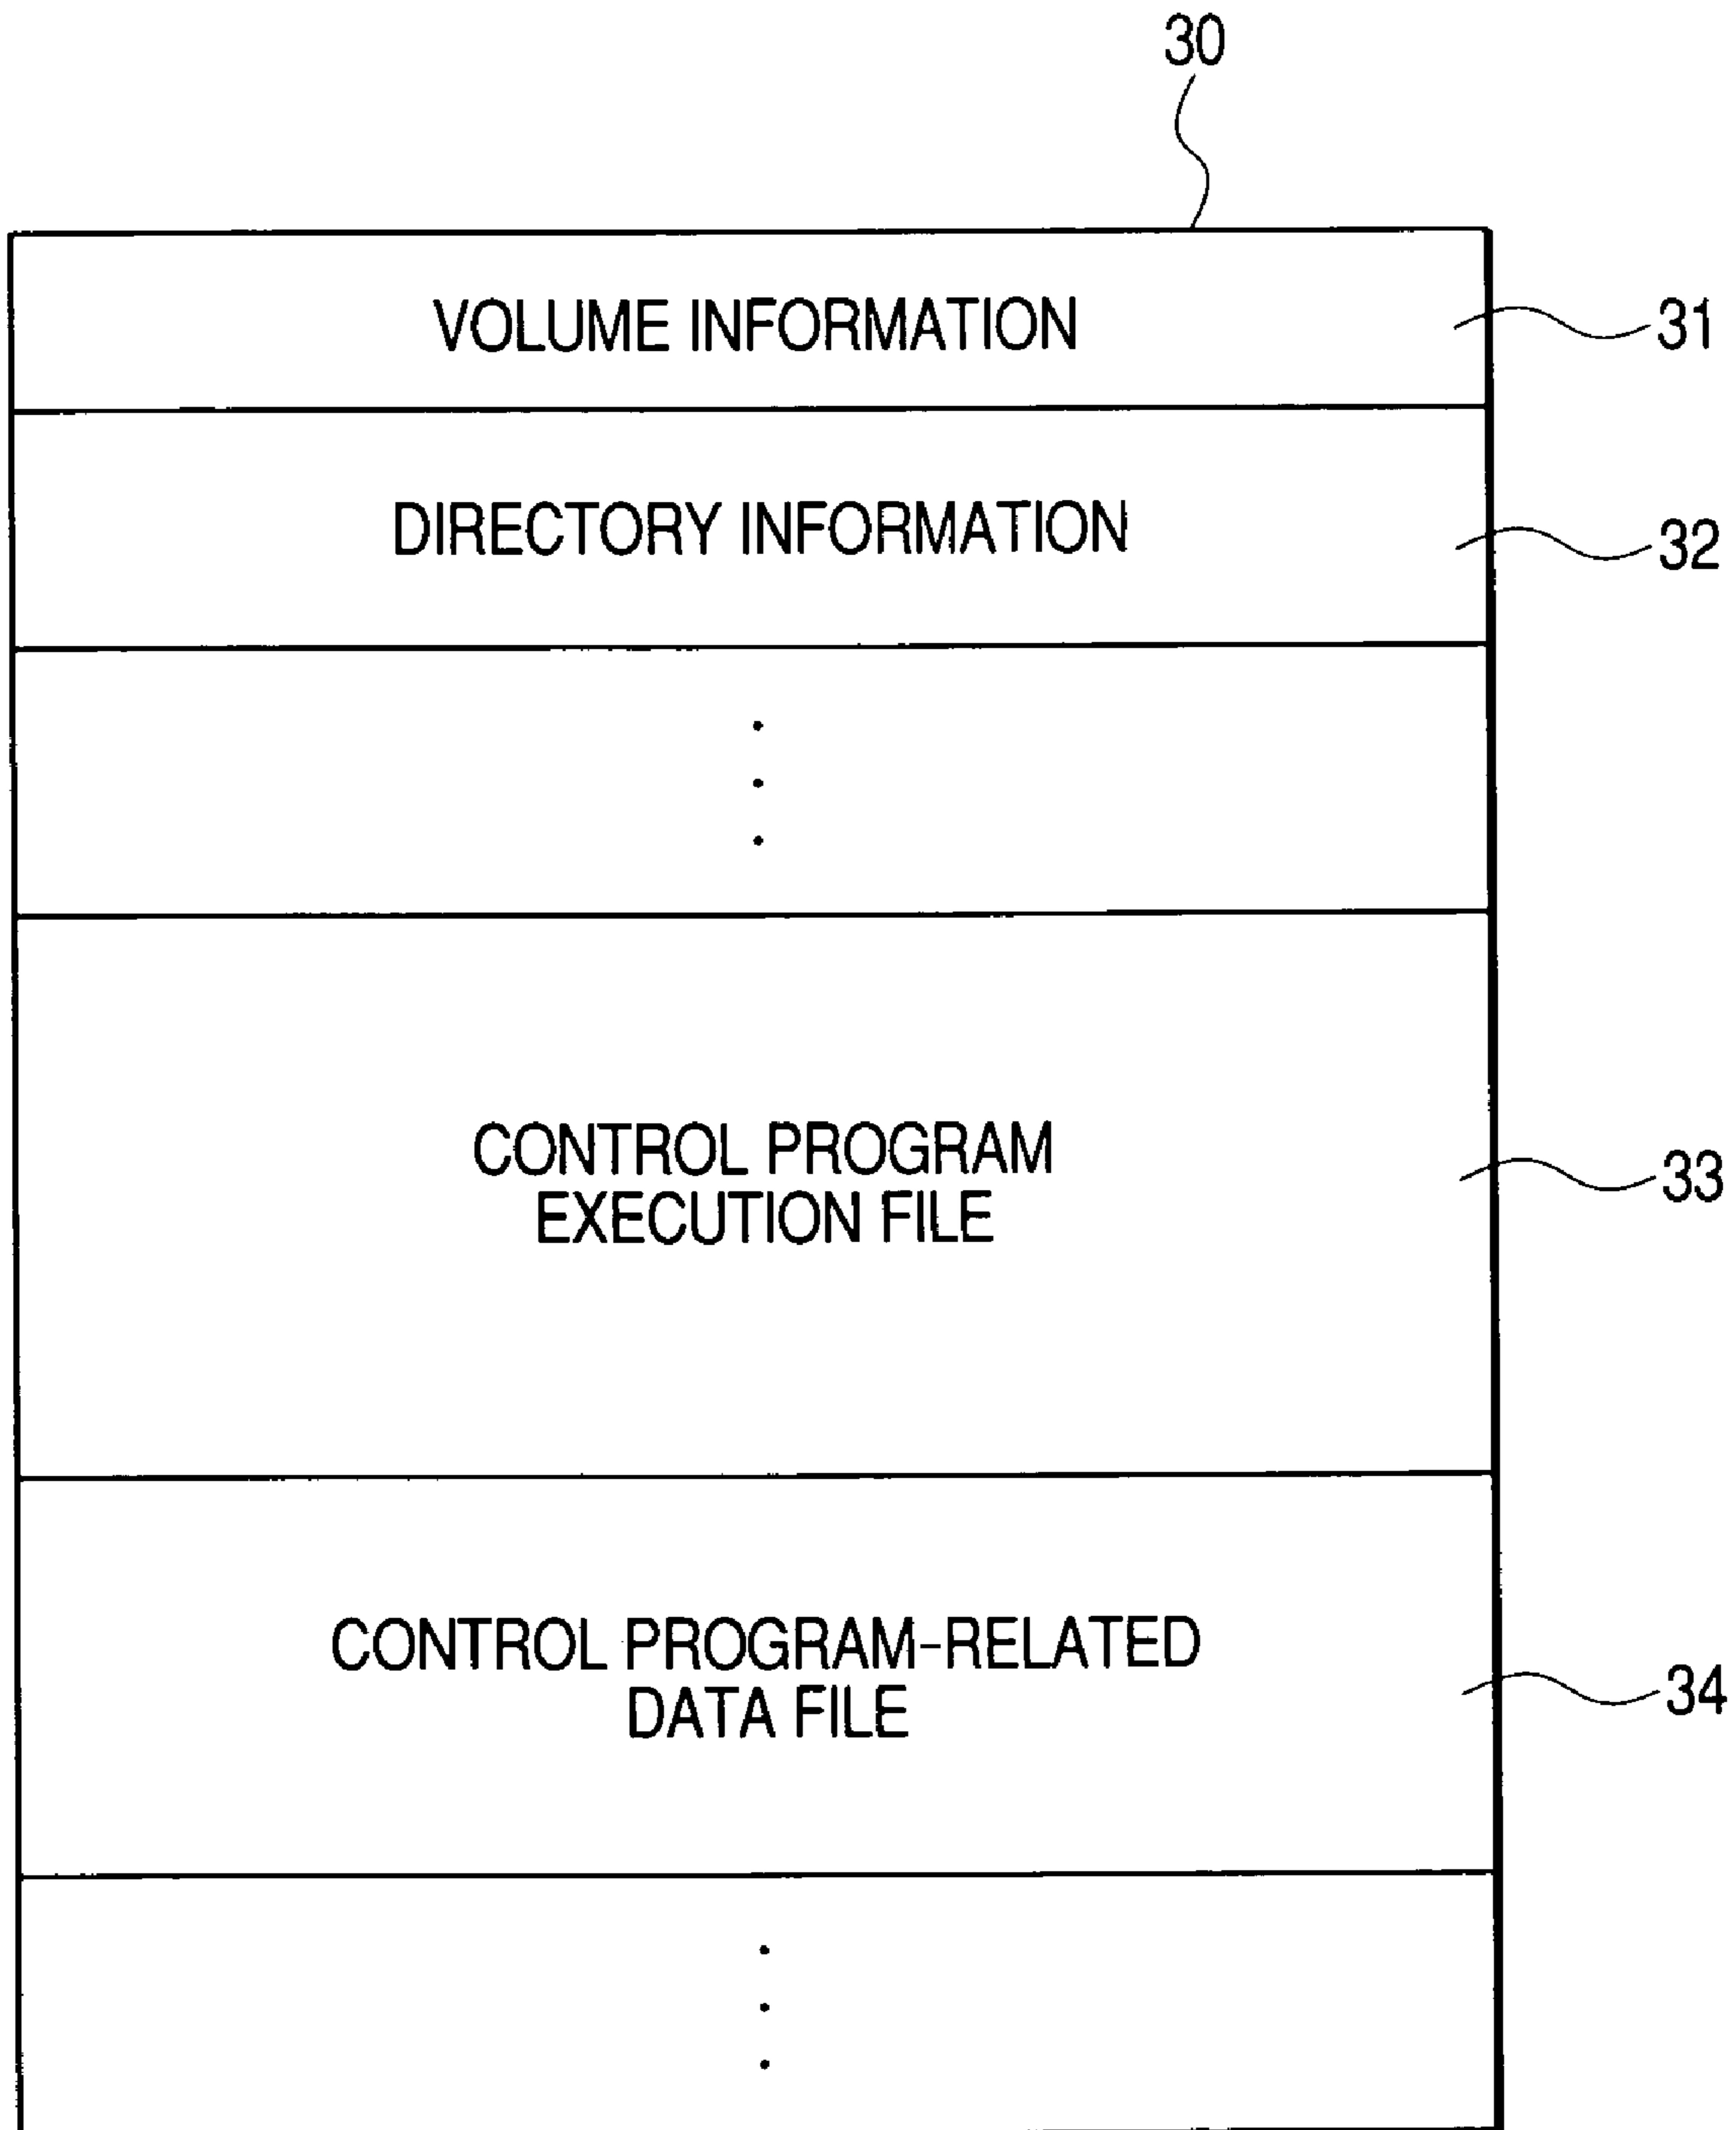 30
VOLUME INFORMATION
31
DIRECTORY INFORMATION
32
CONTROL PROGRAM
EXECUTION FILE
33
CONTROL PROGRAM-RELATED
DATA FILE
34